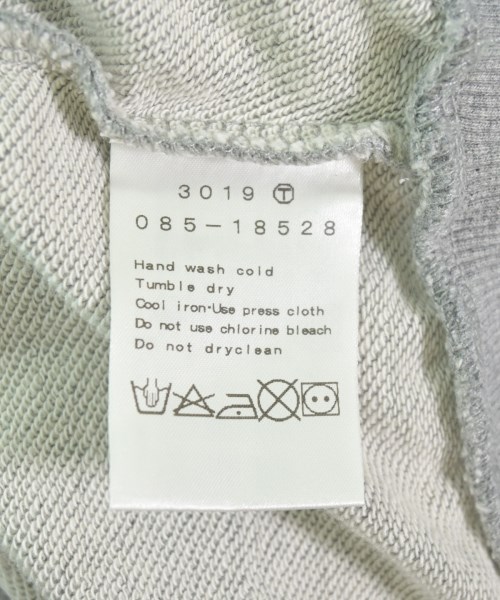 3019 Ⓣ
085-18528
Hand wash cold
Tumble dry
Cool iron・Use press cloth
Do not use chlorine bleach
Do not dryclean